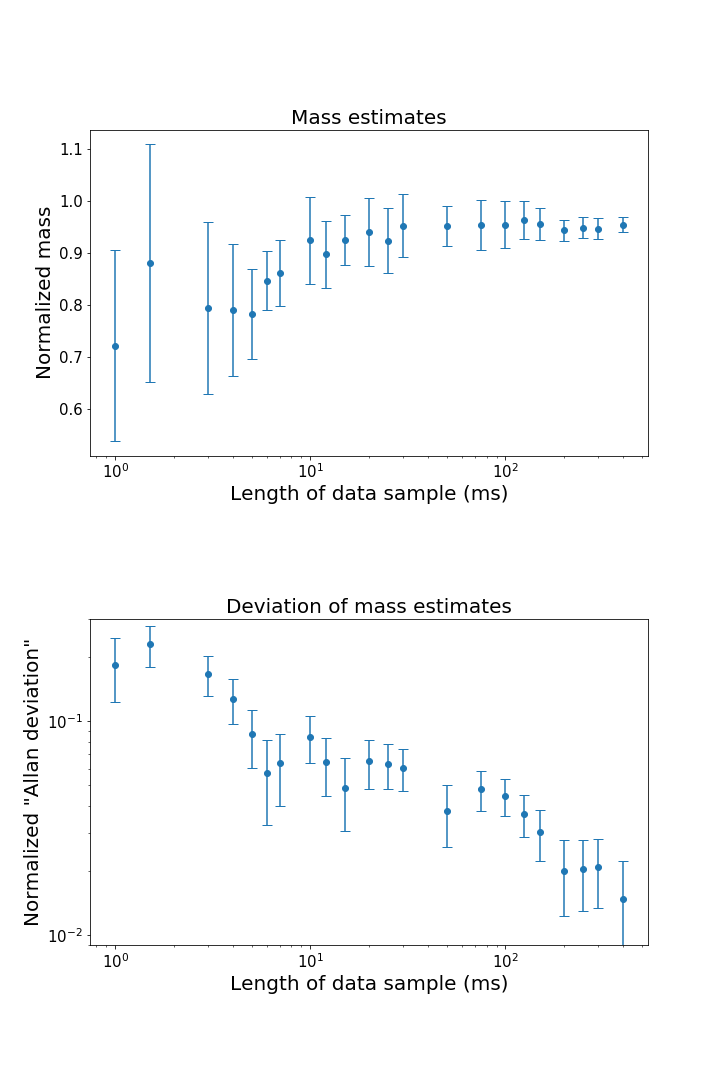 Mass estimates
Normalized mass
1.1
1.0
0.9
0.8
0.7
0.6
10⁰ 10¹ 10²
Length of data sample (ms)
Deviation of mass estimates
Normalized "Allan deviation"
10⁻¹
10⁻²
10⁰ 10¹ 10²
Length of data sample (ms)